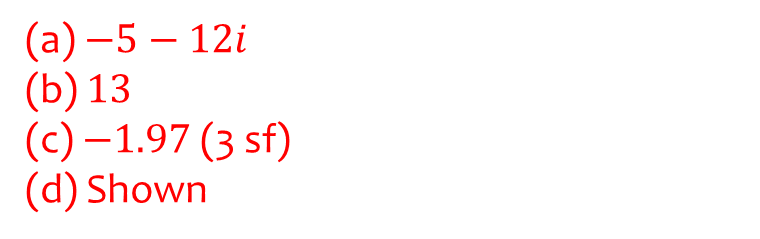 (a) −5 − 12i
(b) 13
(c) −1.97 (3 sf)
(d) Shown